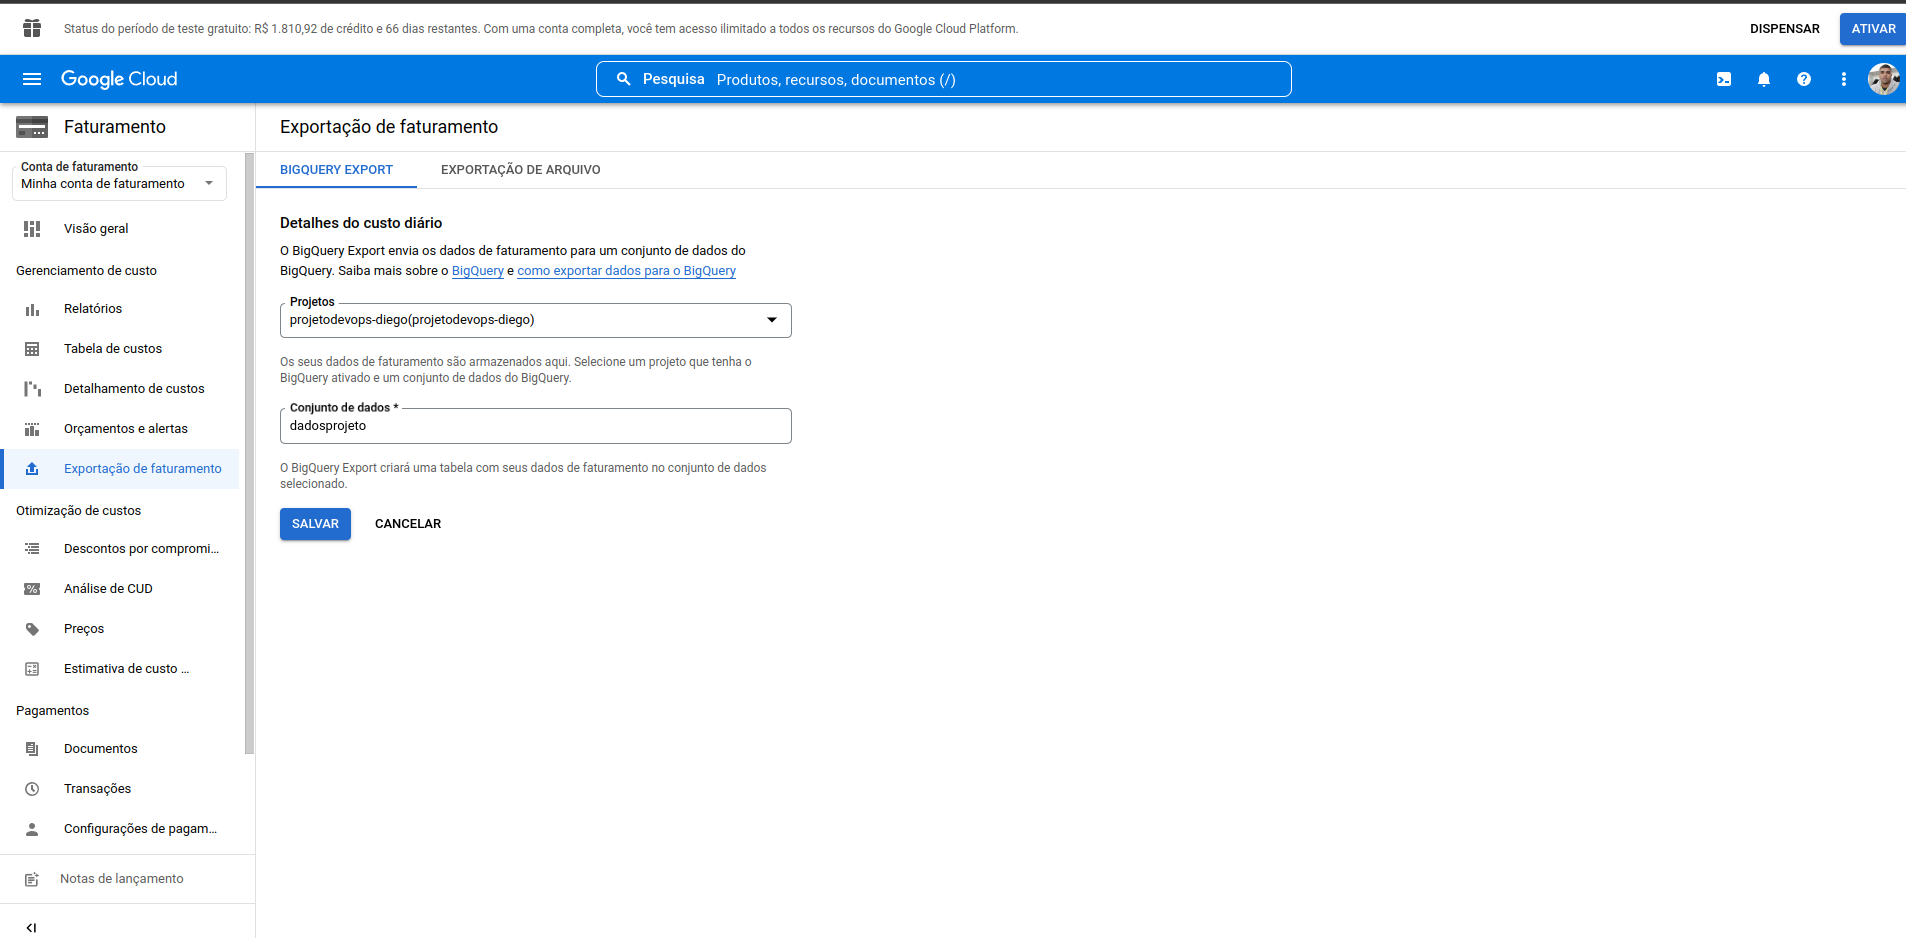 Status do período de teste gratuito: R$ 1.810,92 de crédito e 66 dias restantes. Com uma conta completa, você tem acesso ilimitado a todos os recursos do Google Cloud Platform.
DISPENSAR
ATIVAR
Google Cloud
Pesquisa Produtos, recursos, documentos (/)
Faturamento
Conta de faturamento
Minha conta de faturamento
Visão geral
Gerenciamento de custo
Relatórios
Tabela de custos
Detalhamento de custos
Orçamentos e alertas
Exportação de faturamento
Otimização de custos
Descontos por compromi...
Análise de CUD
Preços
Estimativa de custo ...
Pagamentos
Documentos
Transações
Configurações de pagam...
Notas de lançamento
Exportação de faturamento
BIGQUERY EXPORT
EXPORTAÇÃO DE ARQUIVO
Detalhes do custo diário
O BigQuery Export envia os dados de faturamento para um conjunto de dados do
BigQuery. Saiba mais sobre o BigQuery e como exportar dados para o BigQuery
Projetos
projetodevops-diego(projetodevops-diego)
Os seus dados de faturamento são armazenados aqui. Selecione um projeto que tenha o
BigQuery ativado e um conjunto de dados do BigQuery.
Conjunto de dados *
dadosprojeto
O BigQuery Export criará uma tabela com seus dados de faturamento no conjunto de dados
selecionado.
SALVAR
CANCELAR